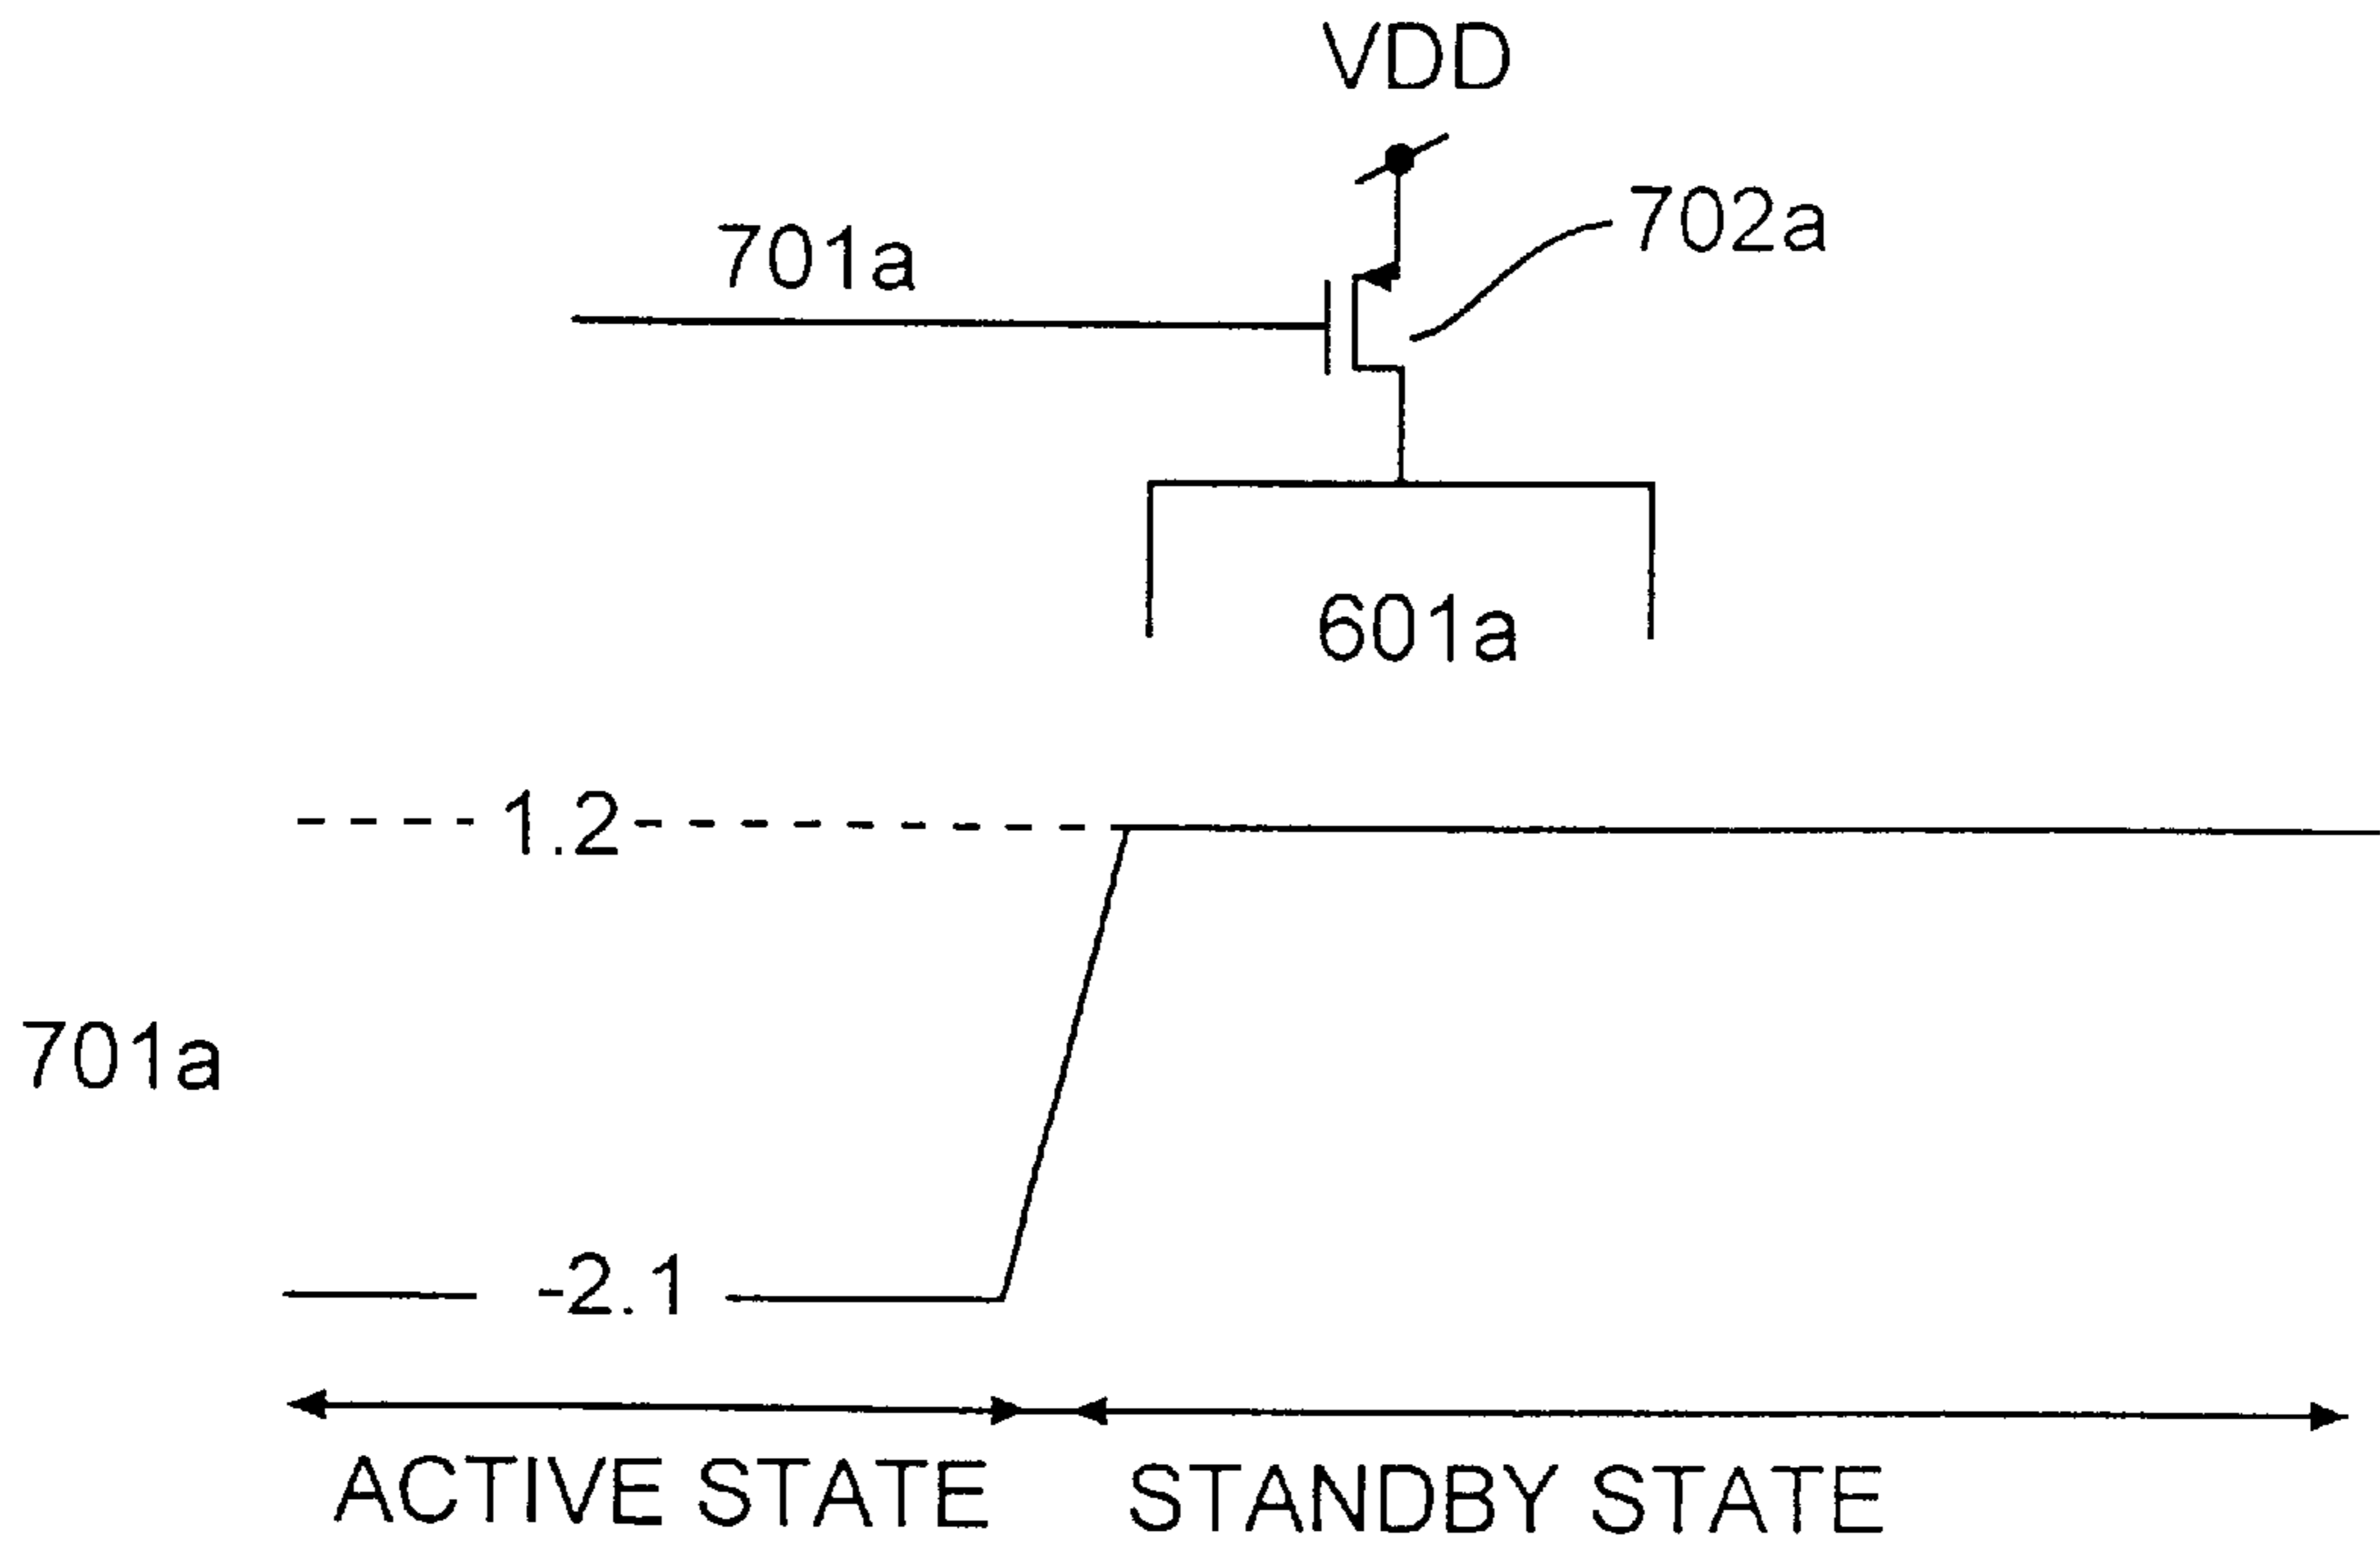 VDD
702a
701a
601a
1.2
701a
-2.1
ACTIVE STATE
STANDBY STATE